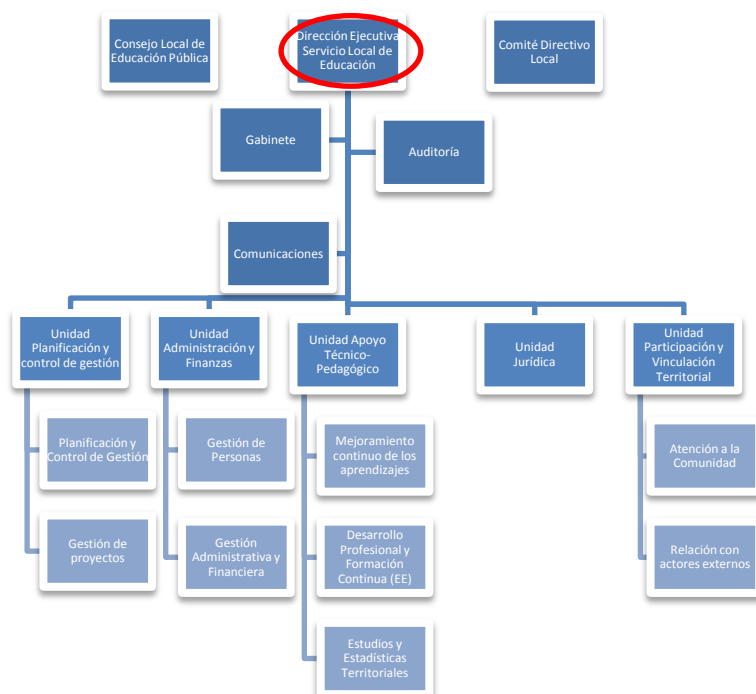 Consejo Local de
Educación Pública
Dirección Ejecutiva
Servicio Local de
Educación
Comité Directivo
Local
Gabinete
Auditoría
Comunicaciones
Unidad
Planificación y
control de gestión
Unidad
Administración y
Finanzas
Unidad Apoyo
Técnico-
Pedagógico
Unidad
Jurídica
Unidad
Participación y
Vinculación
Territorial
Planificación y
Control de Gestión
Gestión de
proyectos
Gestión de
Personas
Gestión
Administrativa y
Financiera
Mejoramiento
continuo de los
aprendizajes
Desarrollo
Profesional y
Formación
Continua (EE)
Estudios y
Estadísticas
Territoriales
Atención a la
Comunidad
Relación con
actores externos